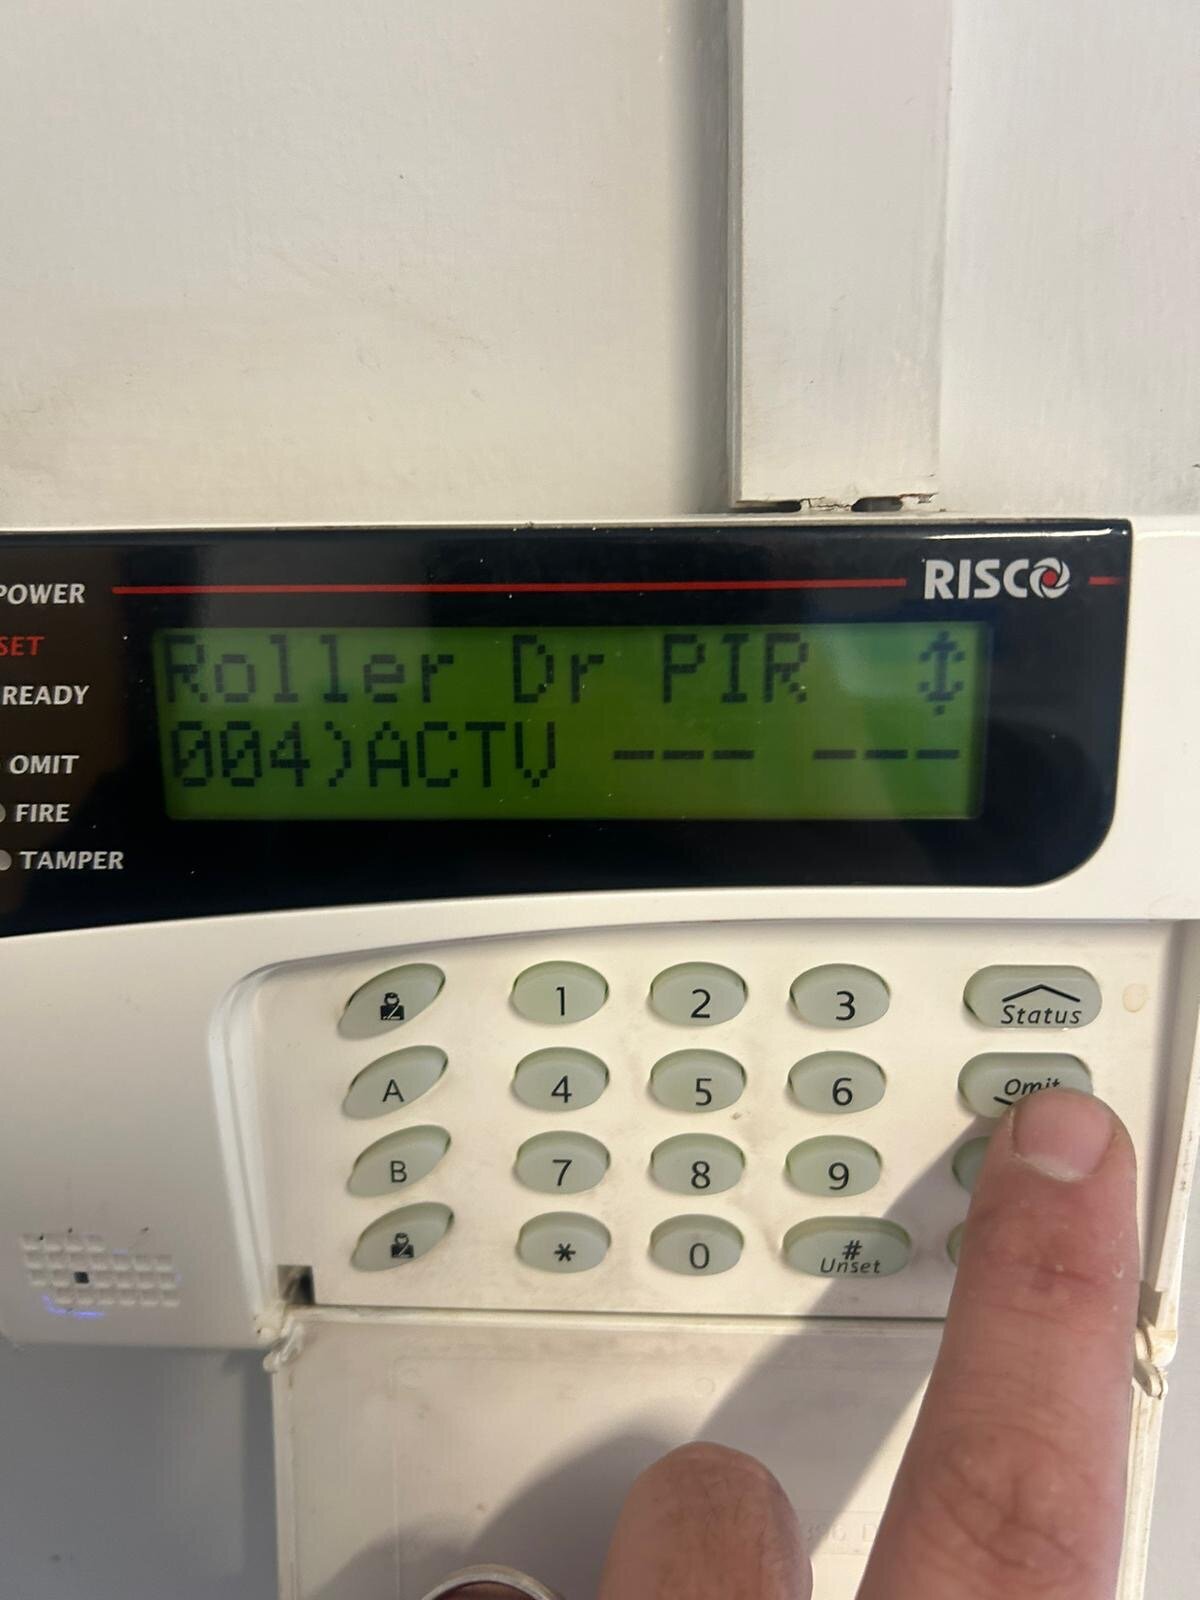 POWER
RISCO
SET
READY
OMIT
FIRE
TAMPER
Roller Dr PIR
004)ACTV --- ---
1 2 3
Status
A 4 5 6
Omit
B 7 8 9
* 0 #
Unset